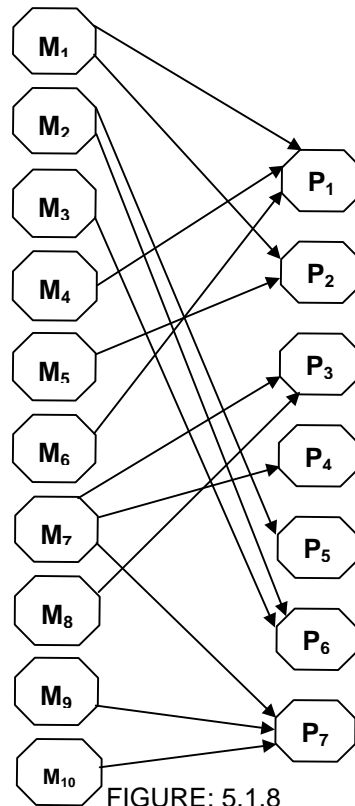 M₁
M₂
M₃
M₄
M₅
M₆
M₇
M₈
M₉
M₁₀
P₁
P₂
P₃
P₄
P₅
P₆
P₇
FIGURE: 5.1.8